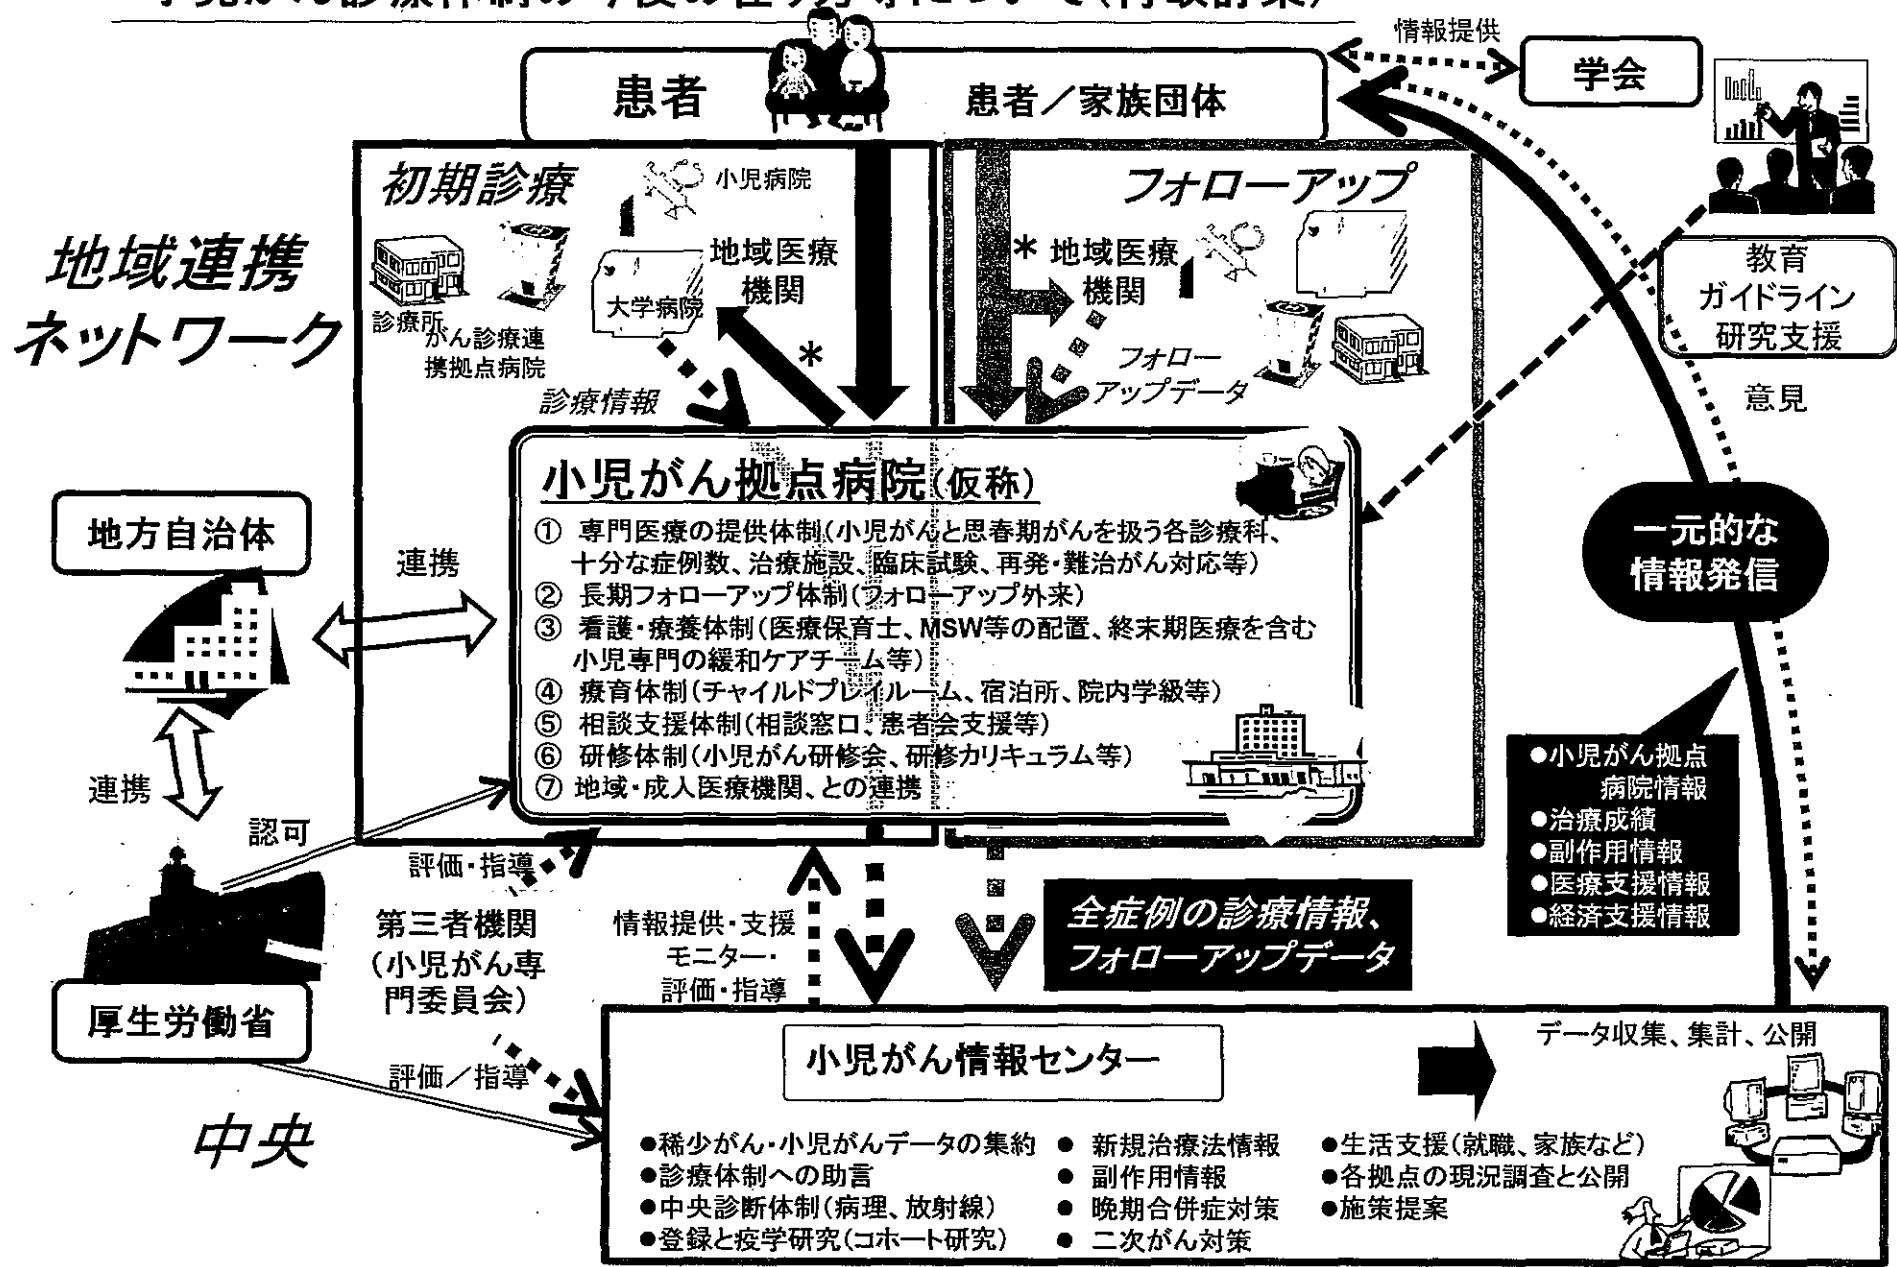 情報提供
学会
患者
患者／家族団体
初期診療
小児病院
地域医療
機関
診療所
がん診療連
携拠点病院
大学病院
*
診療情報
フォローアップ
*
地域医療
機関
フォロー
アップデータ
地域連携
ネットワーク
教育
ガイドライン
研究支援
意見
小児がん拠点病院(仮称)
① 専門医療の提供体制(小児がんと思春期がんを扱う各診療科、
十分な症例数、治療施設、臨床試験、再発・難治がん対応等)
② 長期フォローアップ体制(フォローアップ外来)
③ 看護・療養体制(医療保育士、MSW等の配置、終末期医療を含む
小児専門の緩和ケアチーム等)
④ 療育体制(チャイルドプレイルーム、宿泊所、院内学級等)
⑤ 相談支援体制(相談窓口、患者会支援等)
⑥ 研修体制(小児がん研修会、研修カリキュラム等)
⑦ 地域・成人医療機関、との連携
地方自治体
連携
連携
認可
厚生労働省
中央
評価・指導
第三者機関
(小児がん専
門委員会)
評価／指導
情報提供・支援
モニター・
評価・指導
全症例の診療情報、
フォローアップデータ
一元的な
情報発信
●小児がん拠点
病院情報
●治療成績
●副作用情報
●医療支援情報
●経済支援情報
小児がん情報センター
データ収集、集計、公開
●稀少がん・小児がんデータの集約
●診療体制への助言
●中央診断体制(病理、放射線)
●登録と疫学研究(コホート研究)
● 新規治療法情報
● 副作用情報
● 晩期合併症対策
● 二次がん対策
●生活支援(就職、家族など)
●各拠点の現況調査と公開
●施策提案